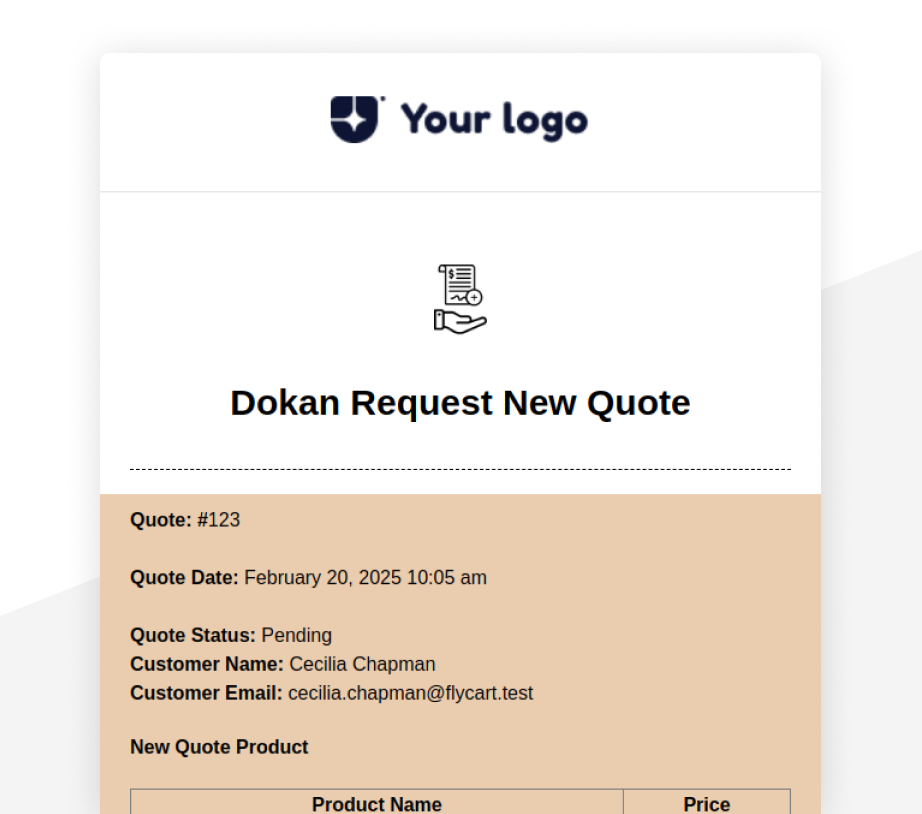 Your logo
Dokan Request New Quote
Quote: #123
Quote Date: February 20, 2025 10:05 am
Quote Status: Pending
Customer Name: Cecilia Chapman
Customer Email: cecilia.chapman@flycart.test
New Quote Product
Product Name Price